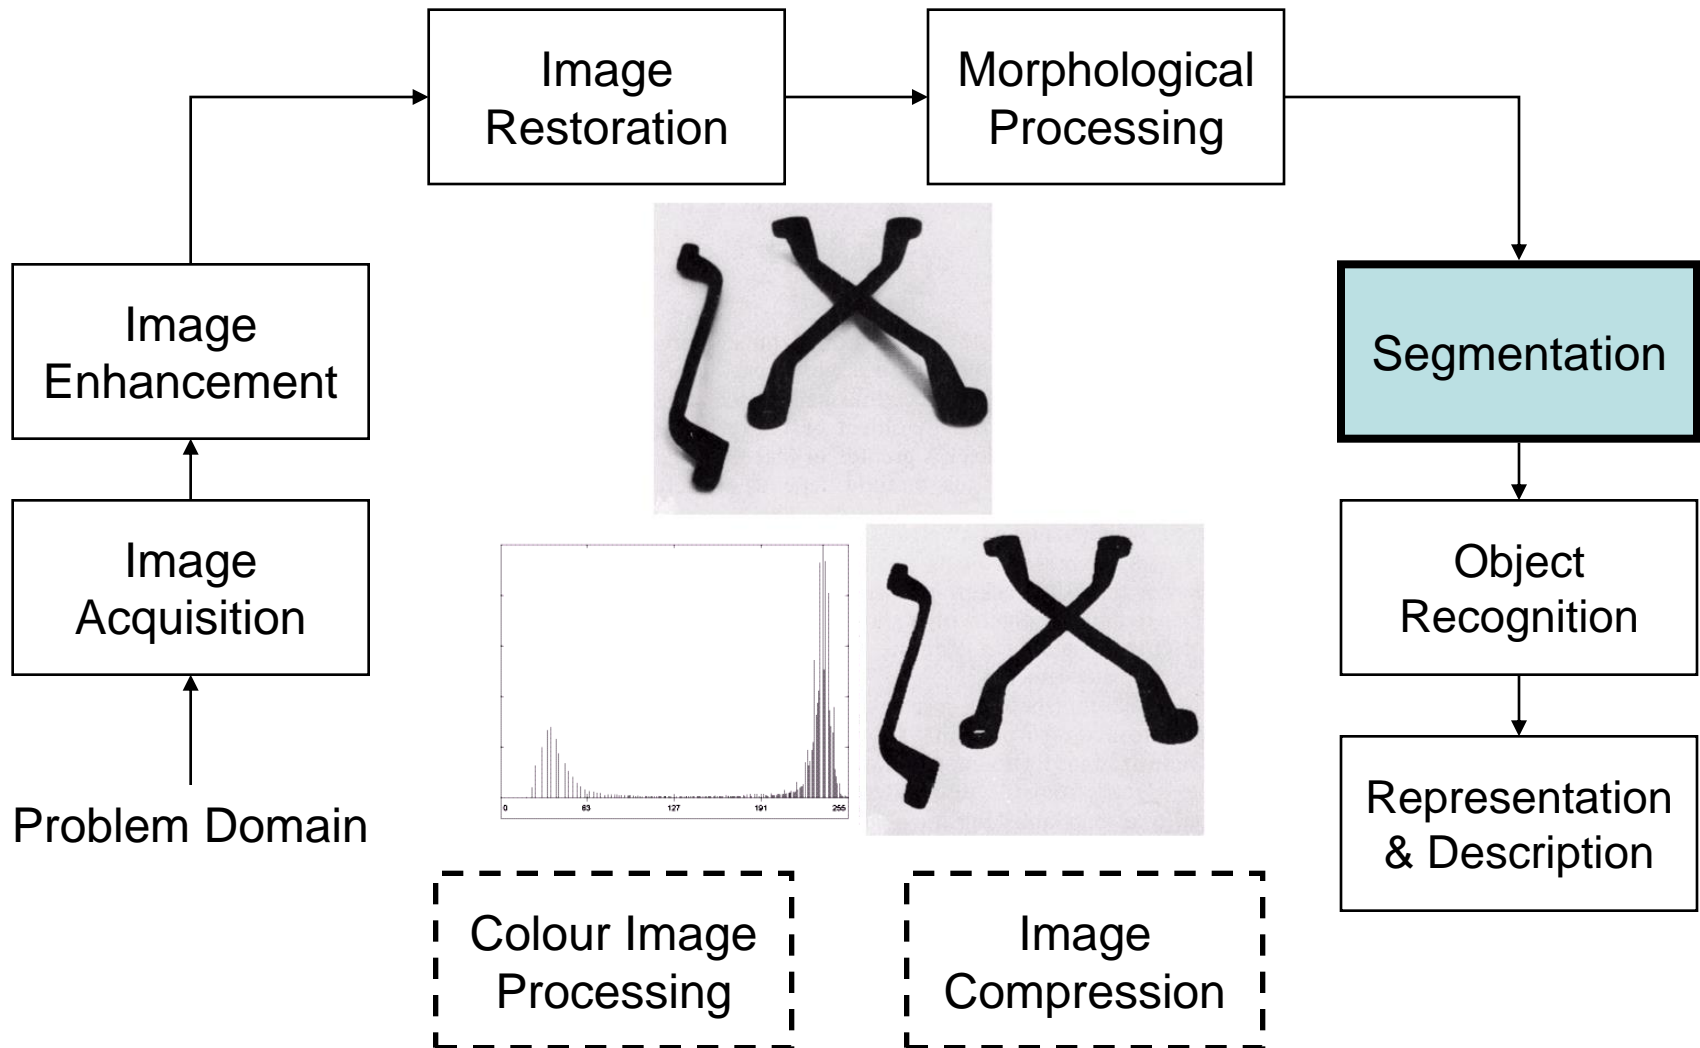 Image
Restoration
Morphological
Processing
Image
Enhancement
Segmentation
Image
Acquisition
Object
Recognition
0 63 127 191 255
Problem Domain
Representation
& Description
Colour Image
Processing
Image
Compression